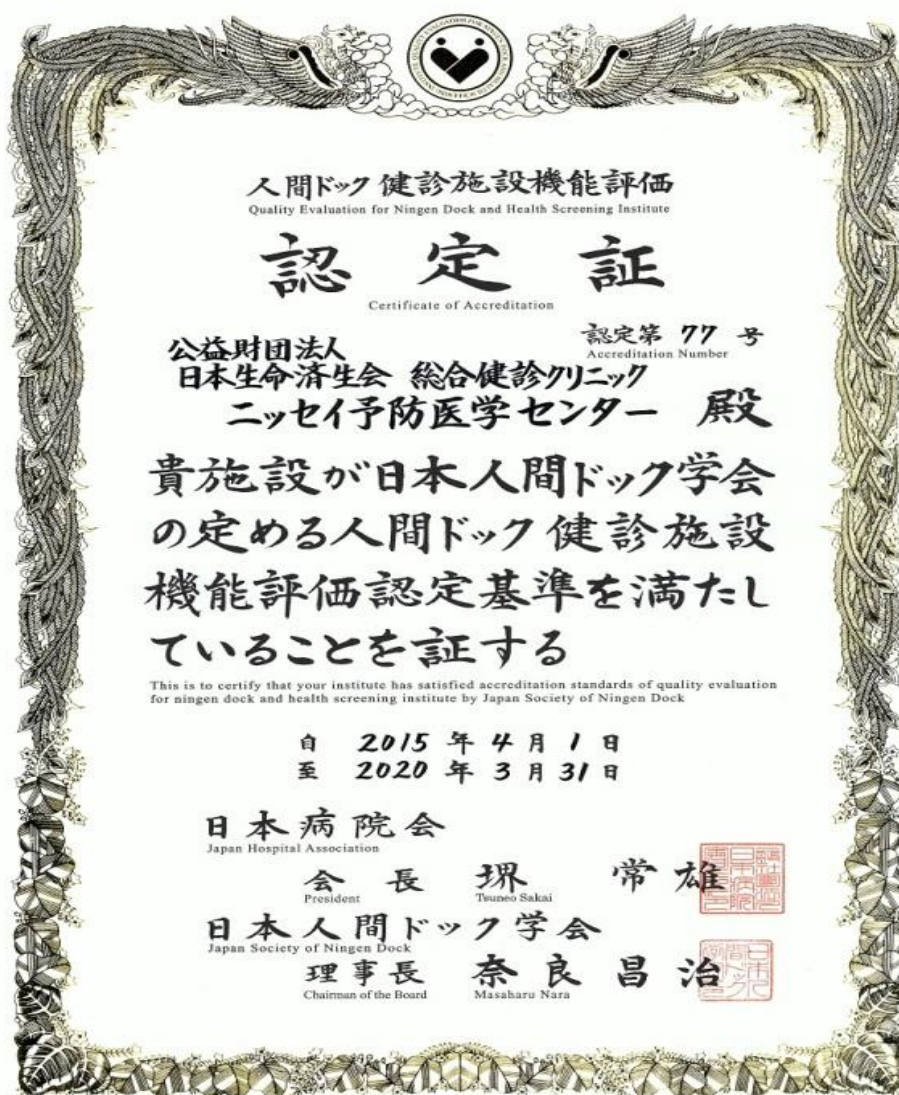 人間ドック 健診施設機能評価
Quality Evaluation for Ningen Dock and Health Screening Institute
認定証
Certificate of Accreditation
認定第 77 号
Accreditation Number
公益財団法人
日本生命済生会 総合健診クリニック
ニッセイ予防医学センター 殿
貴施設が日本人間ドック学会
の定める人間ドック 健診施設
機能評価認定基準を満たし
ていることを証する
This is to certify that your institute has satisfied accreditation standards of quality evaluation
for ningen dock and health screening institute by Japan Society of Ningen Dock
自 2015 年 4 月 1 日
至 2020 年 3 月 31 日
日本病院会
Japan Hospital Association
会長 堺 常雄
President Tsuneo Sakai
日本人間ドック学会
Japan Society of Ningen Dock
理事長 奈良昌治
Chairman of the Board Masaharu Nara